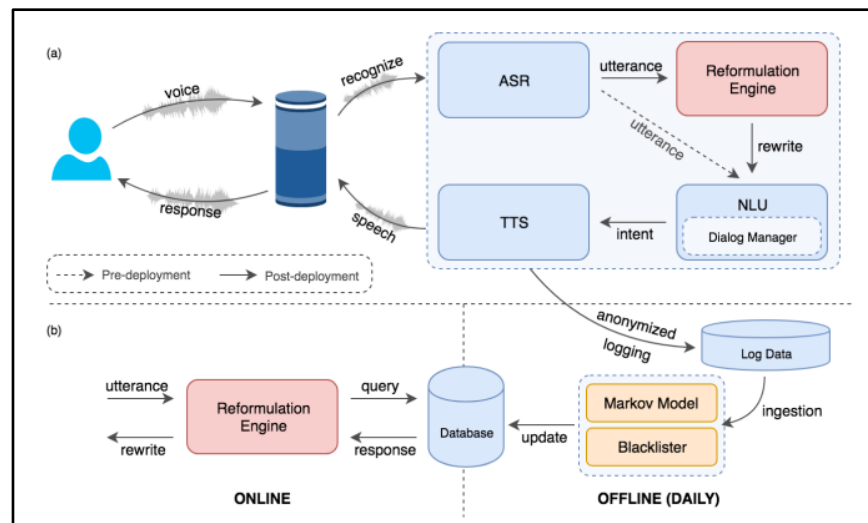 (a)
voice
response
recognize
speech
ASR
utterance
Reformulation
Engine
utterance
rewrite
NLU
Dialog Manager
intent
TTS
Pre-deployment
Post-deployment
anonymized
logging
Log Data
ingestion
(b)
utterance
rewrite
Reformulation
Engine
query
response
Database
update
Markov Model
Blacklister
ONLINE
OFFLINE (DAILY)